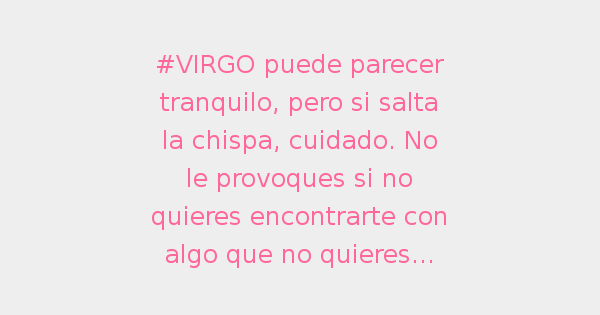 #VIRGO puede parecer
tranquilo, pero si salta
la chispa, cuidado. No
le provoques si no
quieres encontrarte con
algo que no quieres...